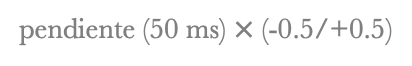 pendiente (50 ms) × (-0.5/+0.5)